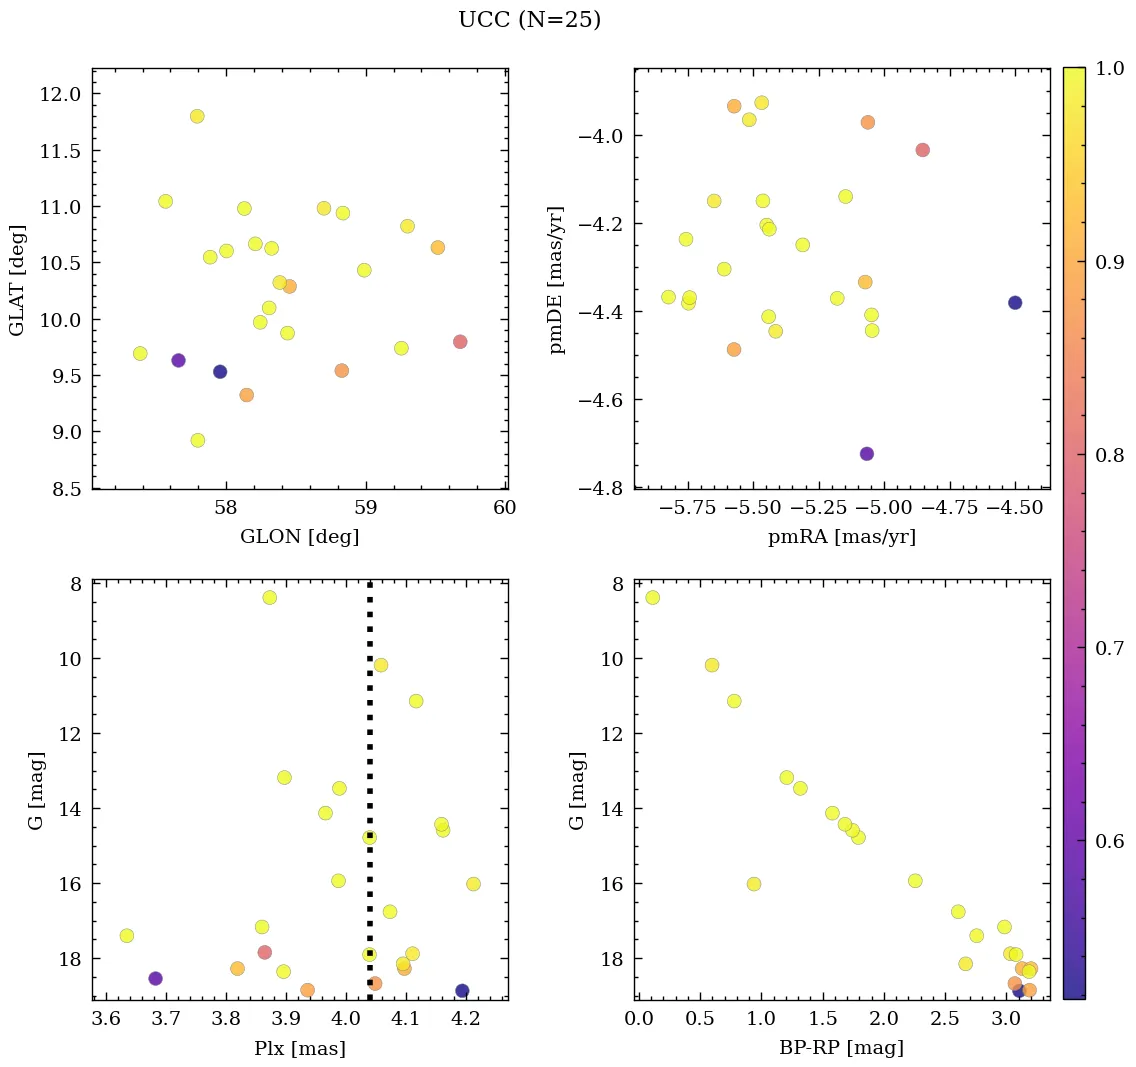 UCC (N=25)
12.0
11.5
11.0
10.5
10.0
9.5
9.0
8.5
GLAT [deg]
58 59 60
GLON [deg]
−4.0
−4.2
−4.4
−4.6
−4.8
pmDE [mas/yr]
−5.75 −5.50 −5.25 −5.00 −4.75 −4.50
pmRA [mas/yr]
1.0
0.9
0.8
0.7
0.6
8
10
12
14
16
18
G [mag]
3.6 3.7 3.8 3.9 4.0 4.1 4.2
Plx [mas]
8
10
12
14
16
18
G [mag]
0.0 0.5 1.0 1.5 2.0 2.5 3.0
BP-RP [mag]